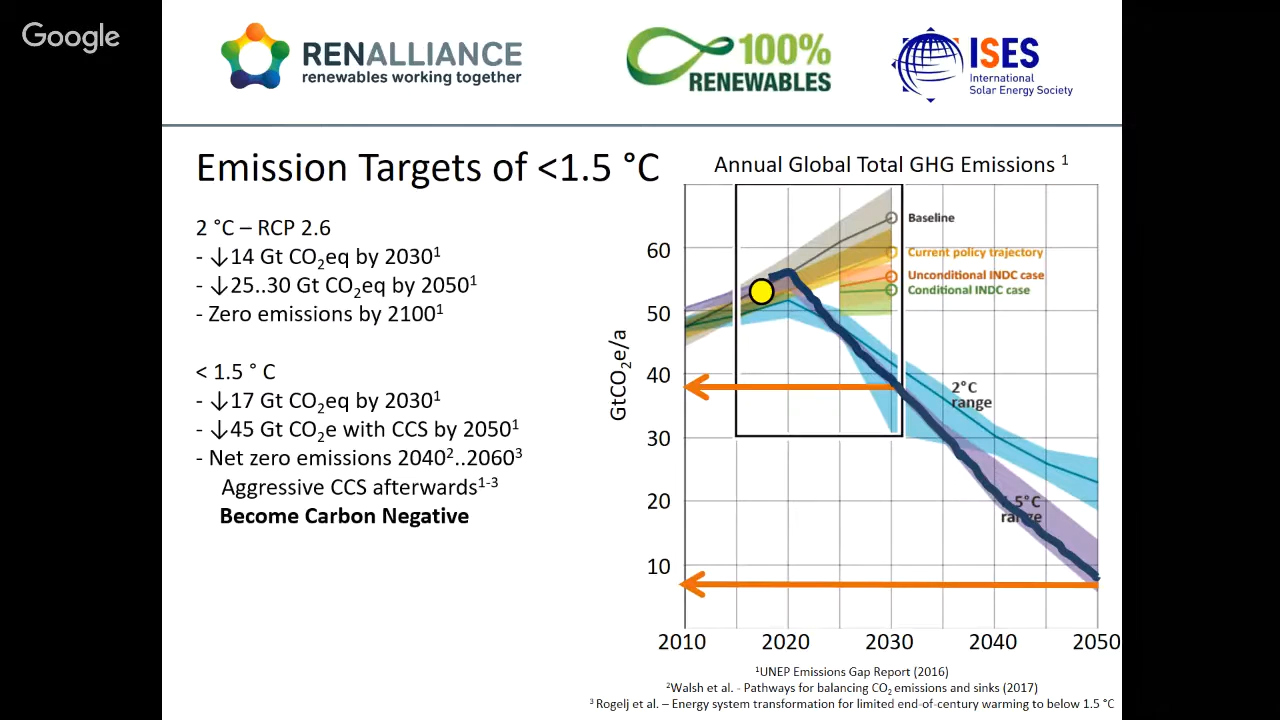 Google
RENALLIANCE
renewables working together
100%
RENEWABLES
ISES
International
Solar Energy Society
Emission Targets of <1.5 °C
2 °C – RCP 2.6
- ↓14 Gt CO₂eq by 2030¹
- ↓25..30 Gt CO₂eq by 2050¹
- Zero emissions by 2100¹
< 1.5 ° C
- ↓17 Gt CO₂eq by 2030¹
- ↓45 Gt CO₂e with CCS by 2050¹
- Net zero emissions 2040²..2060³
Aggressive CCS afterwards¹⁻³
Become Carbon Negative
Annual Global Total GHG Emissions ¹
GtCO₂e/a
60
50
40
30
20
10
Baseline
Current policy trajectory
Unconditional INDC case
Conditional INDC case
2°C
range
1.5°C
range
2010 2020 2030 2040 2050
¹UNEP Emissions Gap Report (2016)
²Walsh et al. - Pathways for balancing CO₂ emissions and sinks (2017)
³ Rogelj et al. – Energy system transformation for limited end-of-century warming to below 1.5 °C